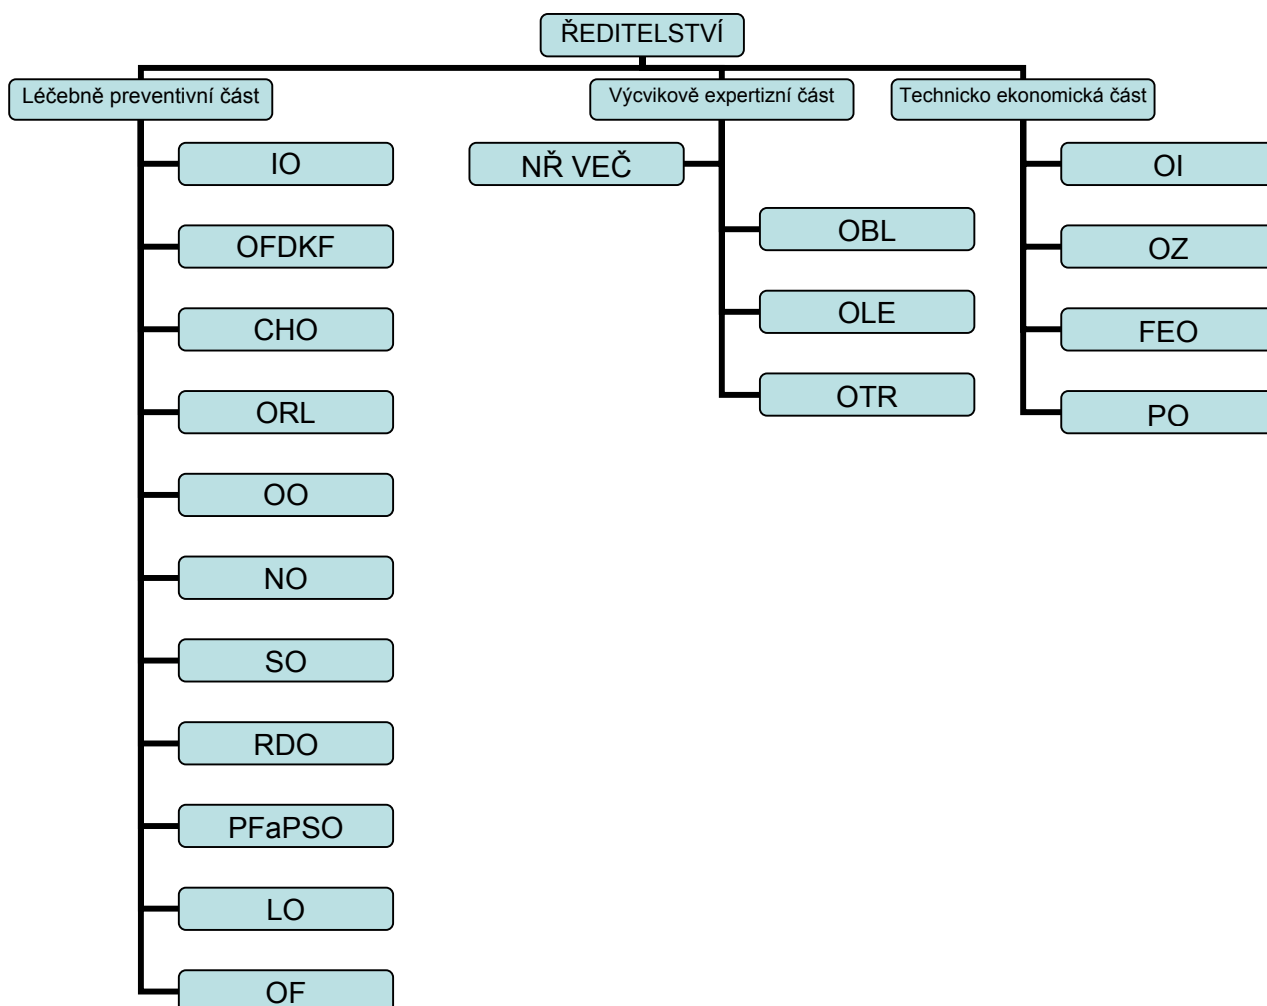 ŘEDITELSTVÍ
Léčebně preventivní část
Výcvikově expertizní část
Technicko ekonomická část
IO
OFDKF
CHO
ORL
OO
NO
SO
RDO
PFaPSO
LO
OF
NŘ VEČ
OBL
OLE
OTR
OI
OZ
FEO
PO